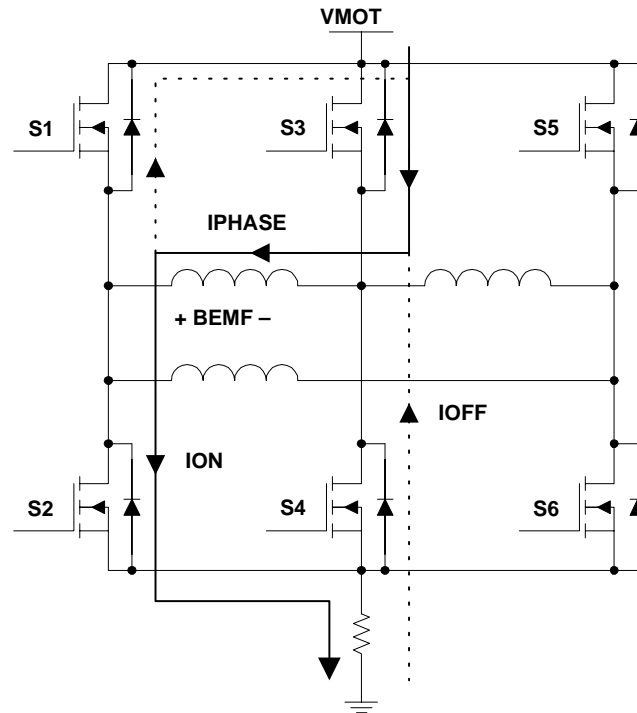 VMOT
S1
S3
S5
IPHASE
+ BEMF –
IOFF
ION
S2
S4
S6